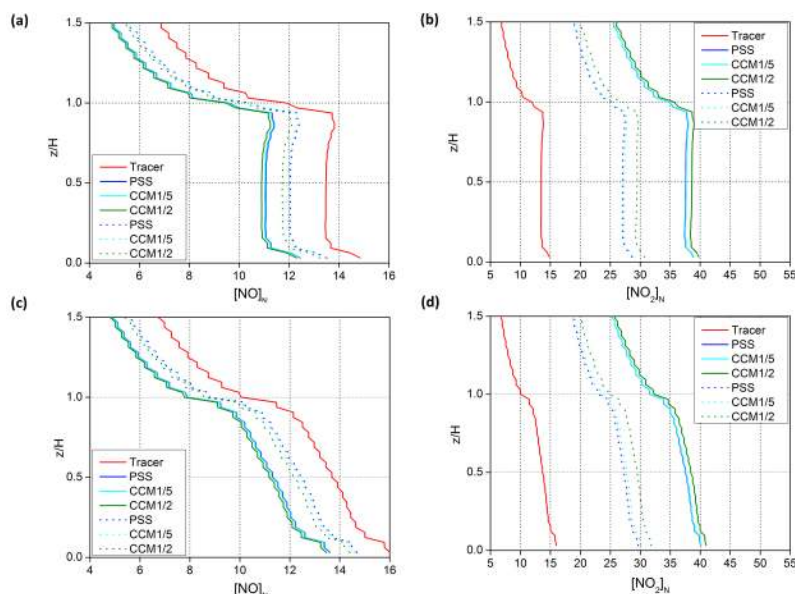 (a)
1.5
1.0
0.5
0.0
z/H
Tracer
PSS
CCM1/5
CCM1/2
PSS
CCM1/5
CCM1/2
4 6 8 10 12 14 16
[NO]N
(b)
1.5
1.0
0.5
0.0
z/H
Tracer
PSS
CCM1/5
CCM1/2
PSS
CCM1/5
CCM1/2
5 10 15 20 25 30 35 40 45 50 55
[NO2]N
(c)
1.5
1.0
0.5
0.0
z/H
Tracer
PSS
CCM1/5
CCM1/2
PSS
CCM1/5
CCM1/2
4 6 8 10 12 14 16
[NO]
(d)
1.5
1.0
0.5
0.0
z/H
Tracer
PSS
CCM1/5
CCM1/2
PSS
CCM1/5
CCM1/2
5 10 15 20 25 30 35 40 45 50 55
[NO2]N